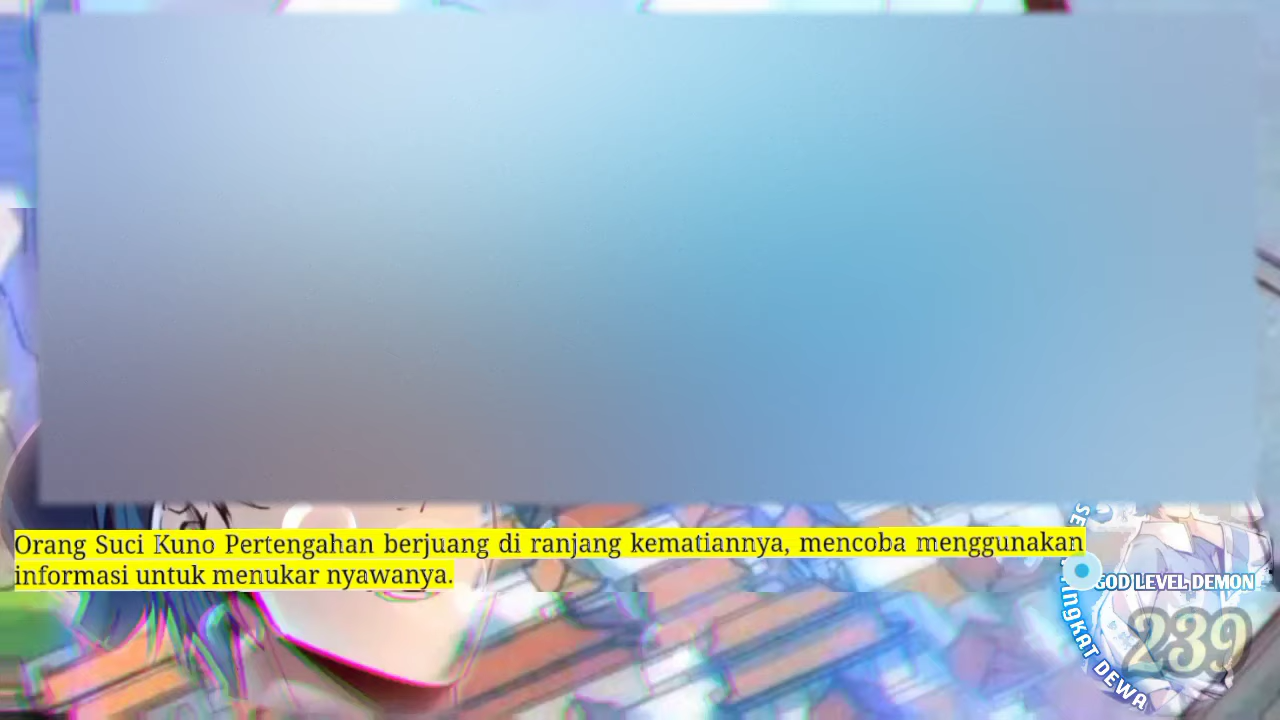 Orang Suci Kuno Pertengahan berjuang di ranjang kematiannya, mencoba menggunakan
informasi untuk menukar nyawanya.
GOD LEVEL DEMON
239
INGKAT DEWA